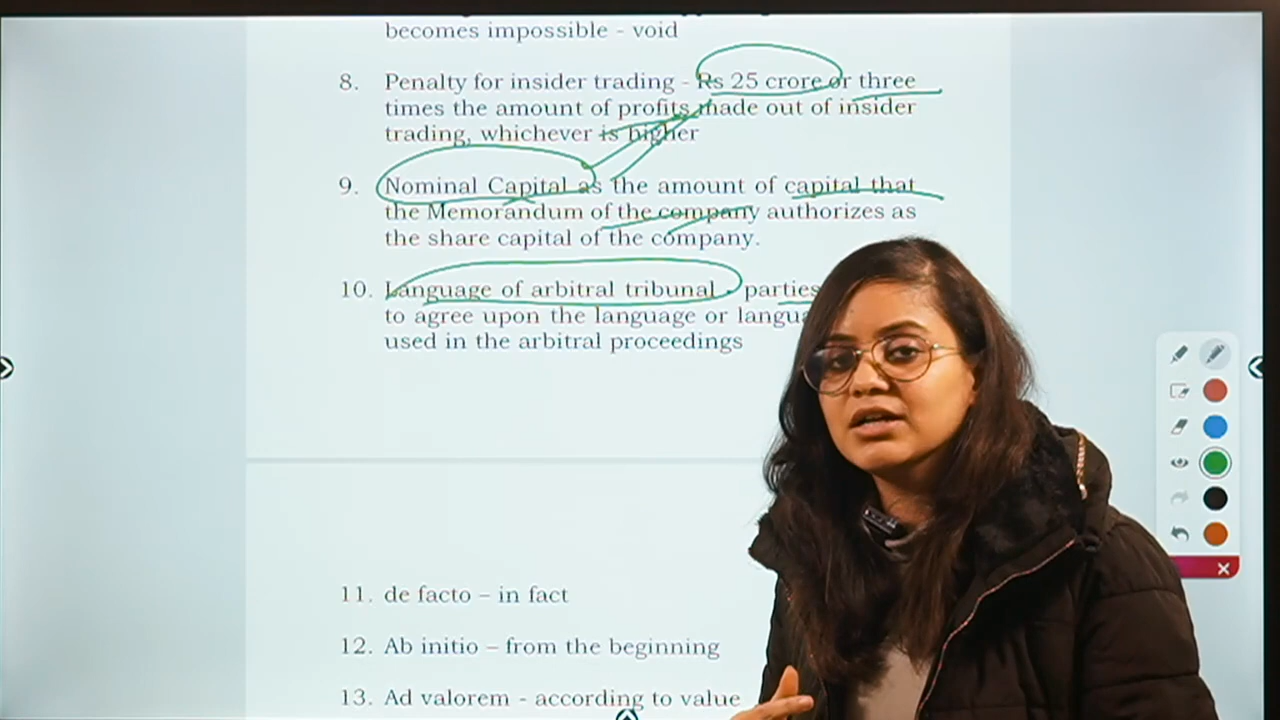 becomes impossible - void
8. Penalty for insider trading - Rs 25 crore or three
times the amount of profits made out of insider
trading, whichever is higher
9. Nominal Capital as the amount of capital that
the Memorandum of the company authorizes as
the share capital of the company.
10. Language of arbitral tribunal - parties
to agree upon the language or
used in the arbitral proceedings
11. de facto – in fact
12. Ab initio – from the beginning
13. Ad valorem - according to value